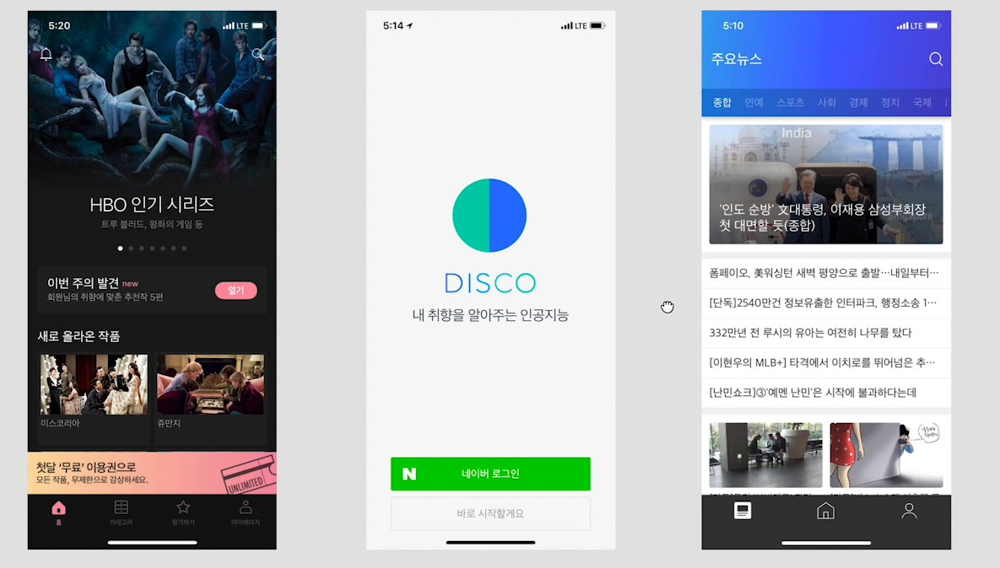 5:20
LTE
HBO 인기 시리즈
트루 블러드, 왕좌의 게임 등
이번 주의 발견 new
회원님의 취향에 맞춘 추천작 5편
열기
새로 올라온 작품
미스코리아
쥬만지
첫달 ‘무료’ 이용권으로
모든 작품, 무제한으로 감상하세요.
UNLIMITED
홈
카테고리
평가하기
마이페이지
5:14
LTE
DISCO
내 취향을 알아주는 인공지능
N
네이버 로그인
바로 시작할게요
5:10
LTE
주요뉴스
종합 연예 스포츠 사회 경제 정치 국제
India
Singapore
'인도 순방' 文대통령, 이재용 삼성부회장
첫 대면할 듯(종합)
폼페이오, 美워싱턴 새벽 평양으로 출발…내일부터…
[단독]2540만건 정보유출한 인터파크, 행정소송 1…
332만년 전 루시의 유아는 여전히 나무를 탔다
[이현우의 MLB+] 타격에서 이치로를 뛰어넘은 추…
[난민쇼크]③'예멘 난민'은 시작에 불과하다는데